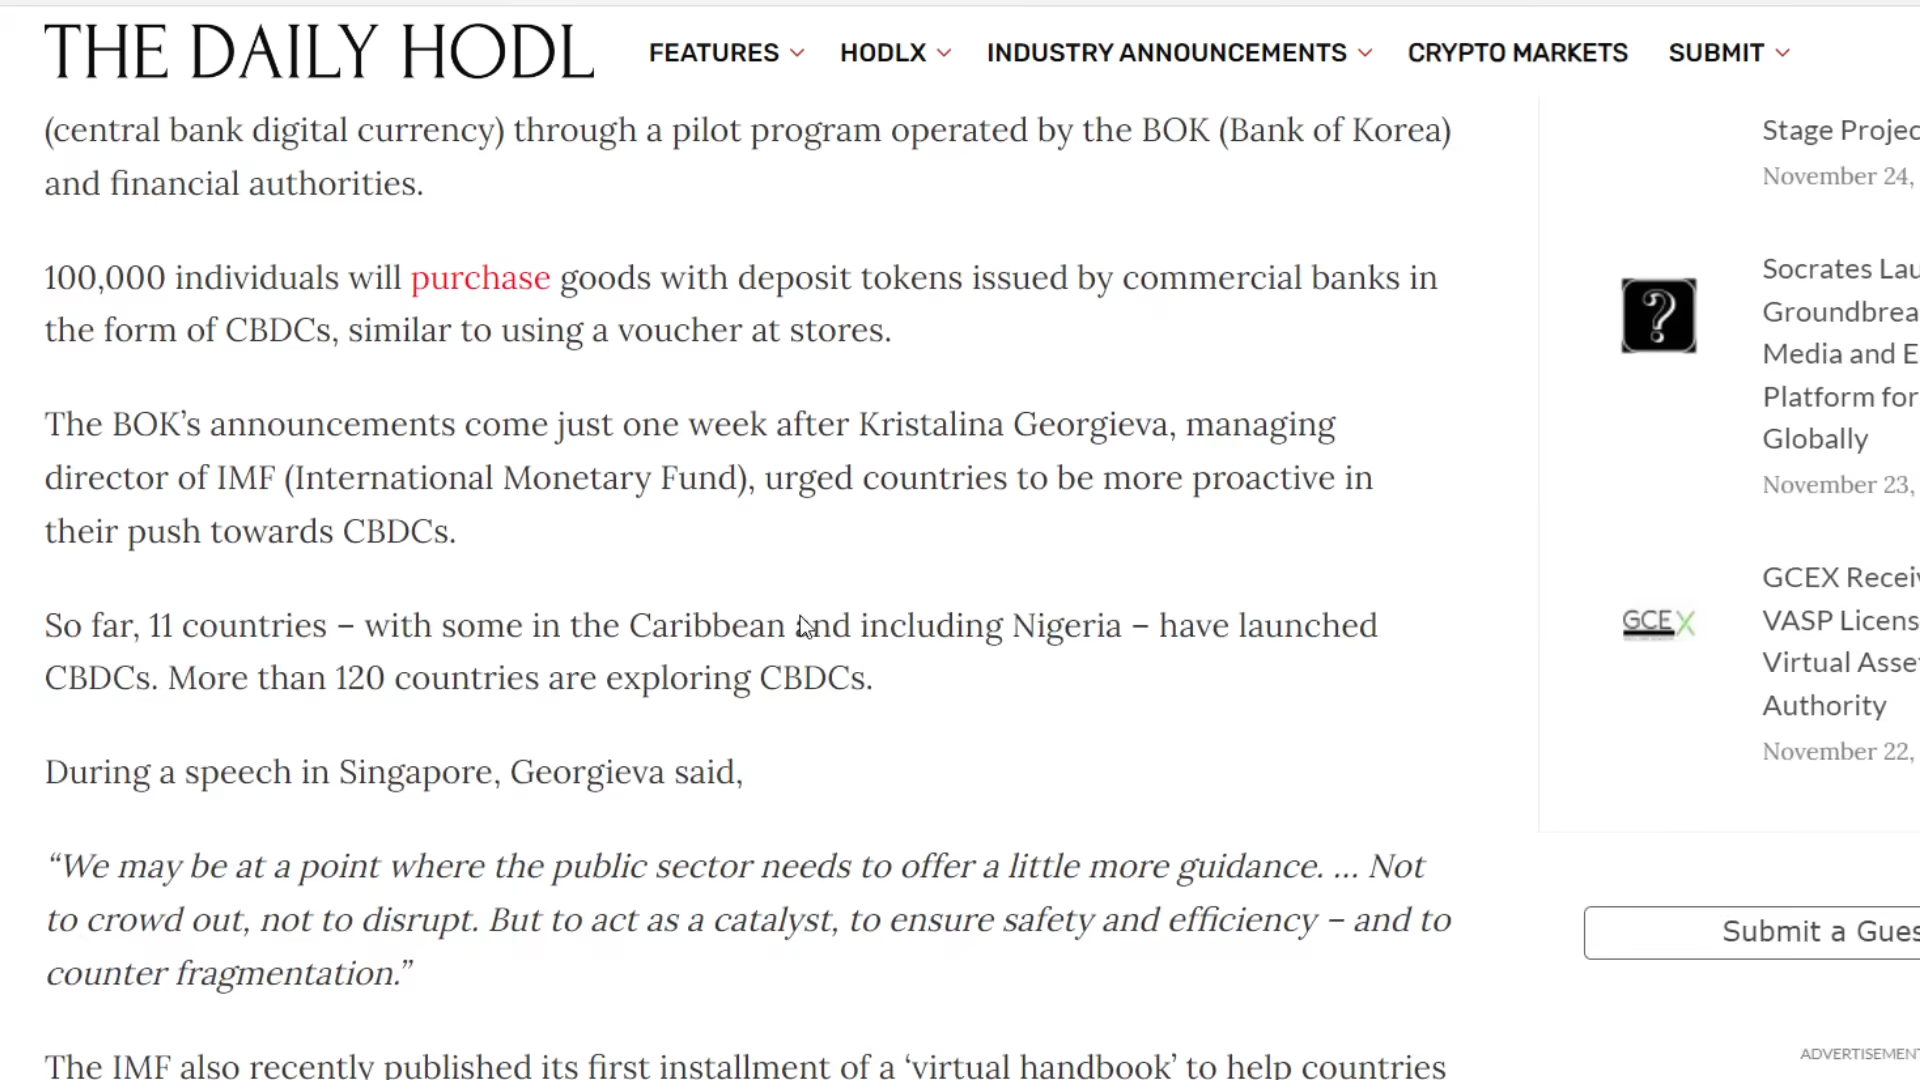 THE DAILY HODL
FEATURES
HODLX
INDUSTRY ANNOUNCEMENTS
CRYPTO MARKETS
SUBMIT
(central bank digital currency) through a pilot program operated by the BOK (Bank of Korea)
and financial authorities.
100,000 individuals will purchase goods with deposit tokens issued by commercial banks in
the form of CBDCs, similar to using a voucher at stores.
The BOK’s announcements come just one week after Kristalina Georgieva, managing
director of IMF (International Monetary Fund), urged countries to be more proactive in
their push towards CBDCs.
So far, 11 countries – with some in the Caribbean and including Nigeria – have launched
CBDCs. More than 120 countries are exploring CBDCs.
During a speech in Singapore, Georgieva said,
“We may be at a point where the public sector needs to offer a little more guidance. … Not
to crowd out, not to disrupt. But to act as a catalyst, to ensure safety and efficiency – and to
counter fragmentation.”
The IMF also recently published its first installment of a ‘virtual handbook’ to help countries
Stage
November 24,
?
Socrates
Media and
Platform for
Globally
November 23,
GCEX
GCEX
VASP
Virtual
Authority
November 22,
Submit a